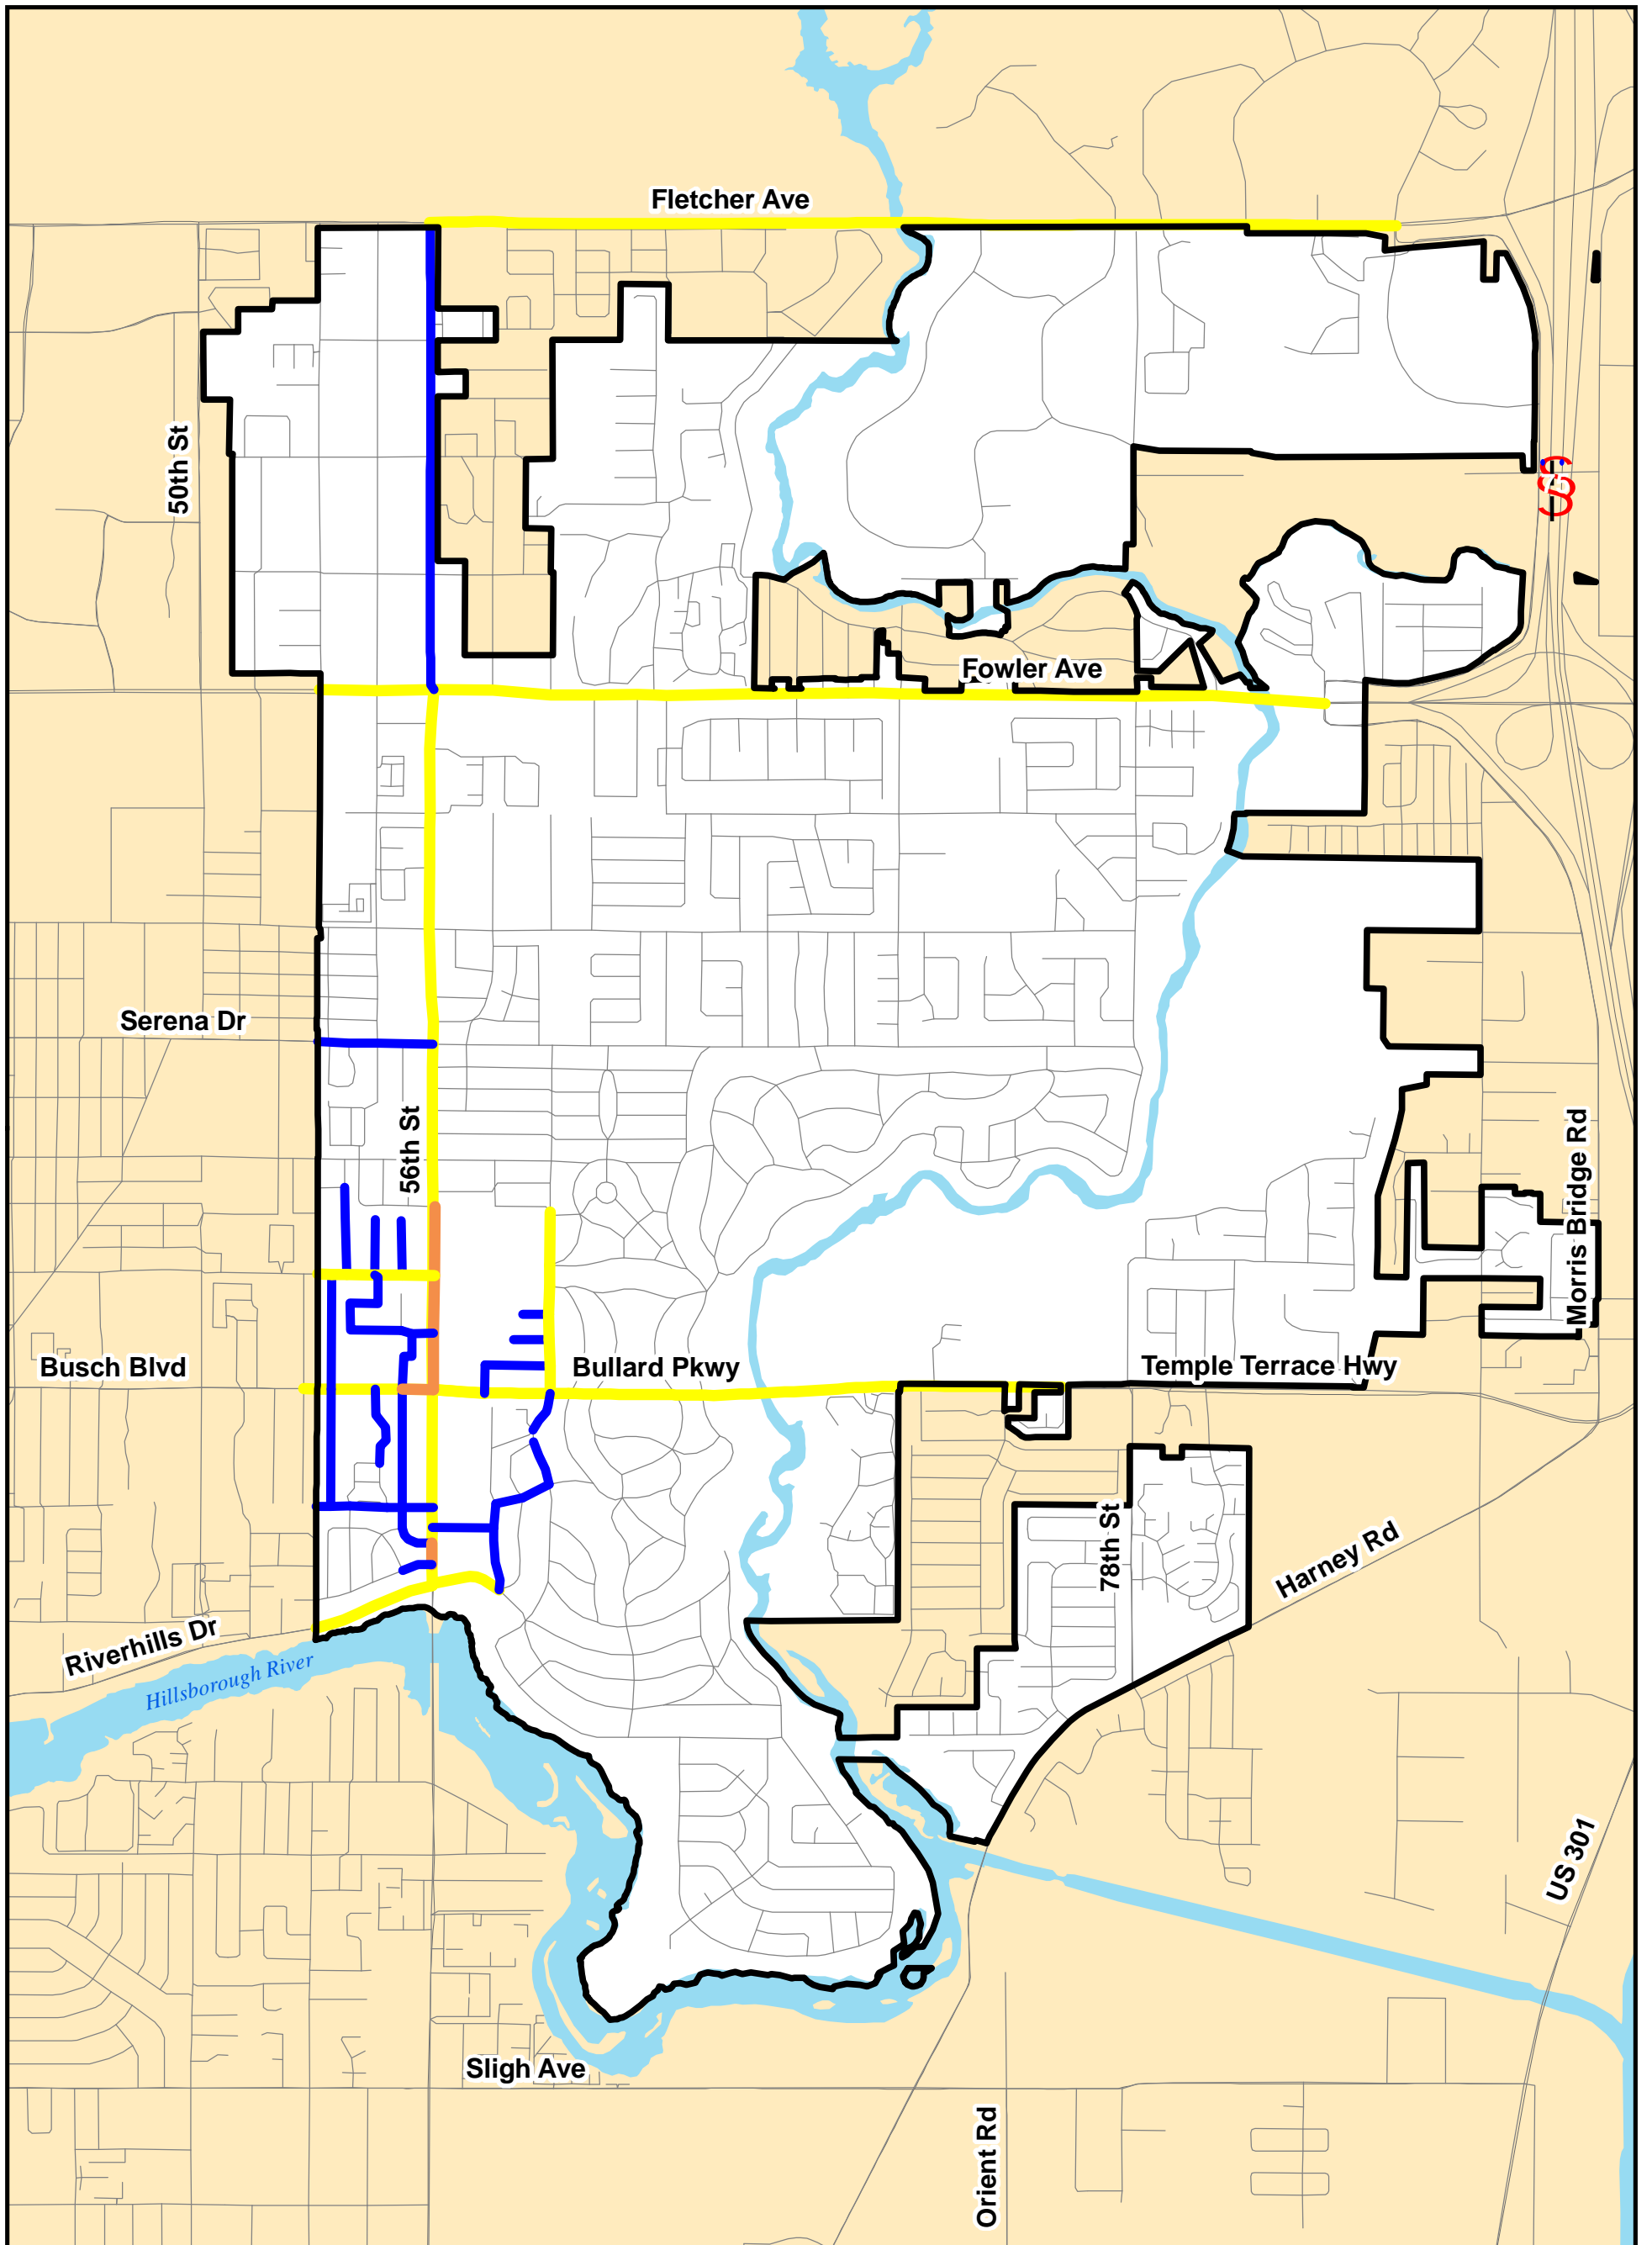 Fletcher Ave
50th St
Fowler Ave
Serena Dr
56th St
Morris Bridge Rd
Busch Blvd
Bullard Pkwy
Temple Terrace Hwy
78th St
Harney Rd
Riverhills Dr
Hillsborough River
US 301
Sligh Ave
Orient Rd